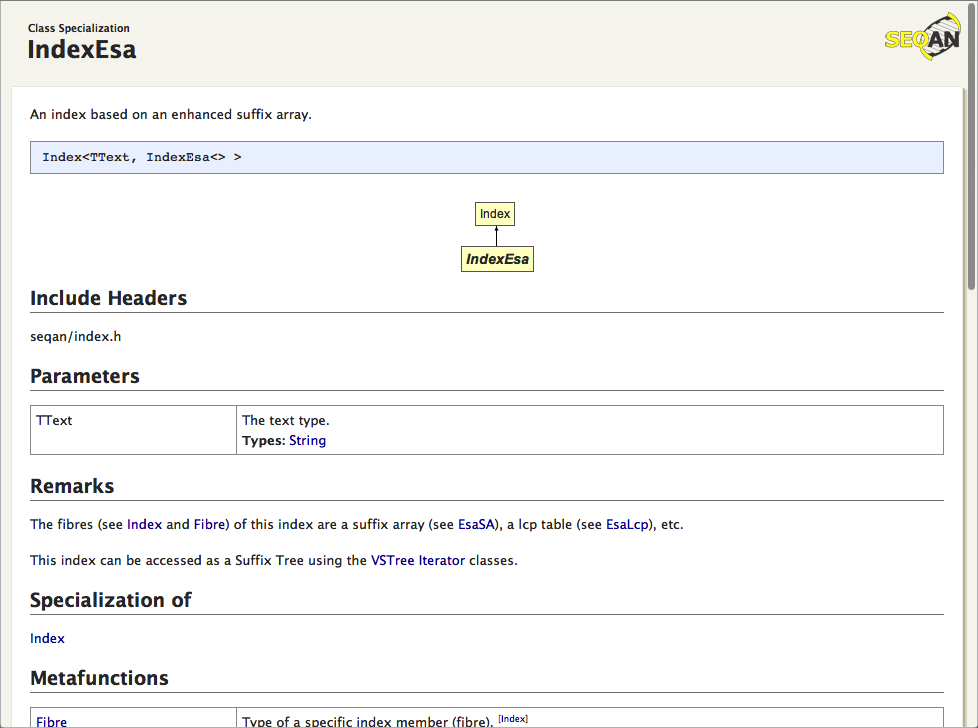 Class Specialization
IndexEsa
SEQAN
An index based on an enhanced suffix array.
Index<TText, IndexEsa<> >
Index
IndexEsa
Include Headers
seqan/index.h
Parameters
TText
The text type.
Types: String
Remarks
The fibres (see Index and Fibre) of this index are a suffix array (see EsaSA), a lcp table (see EsaLcp), etc.
This index can be accessed as a Suffix Tree using the VSTree Iterator classes.
Specialization of
Index
Metafunctions
Fibre
Type of a specific index member (fibre). [Index]